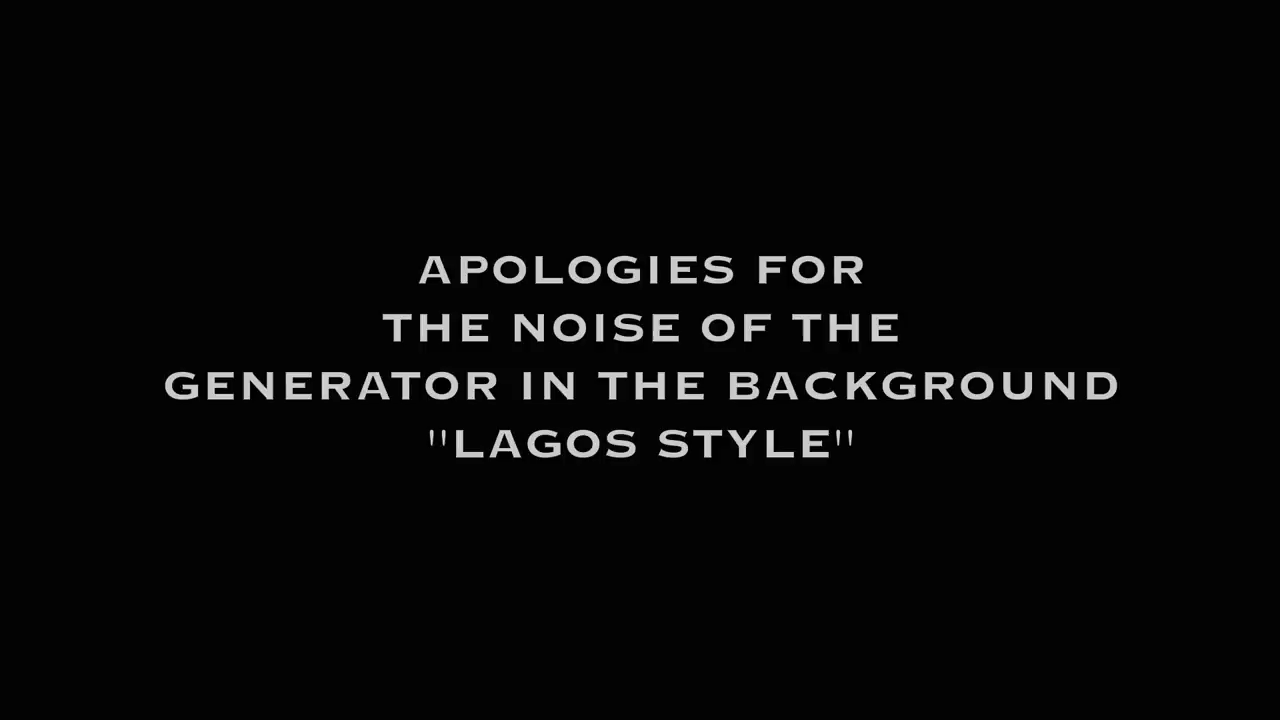 APOLOGIES FOR
THE NOISE OF THE
GENERATOR IN THE BACKGROUND
"LAGOS STYLE"